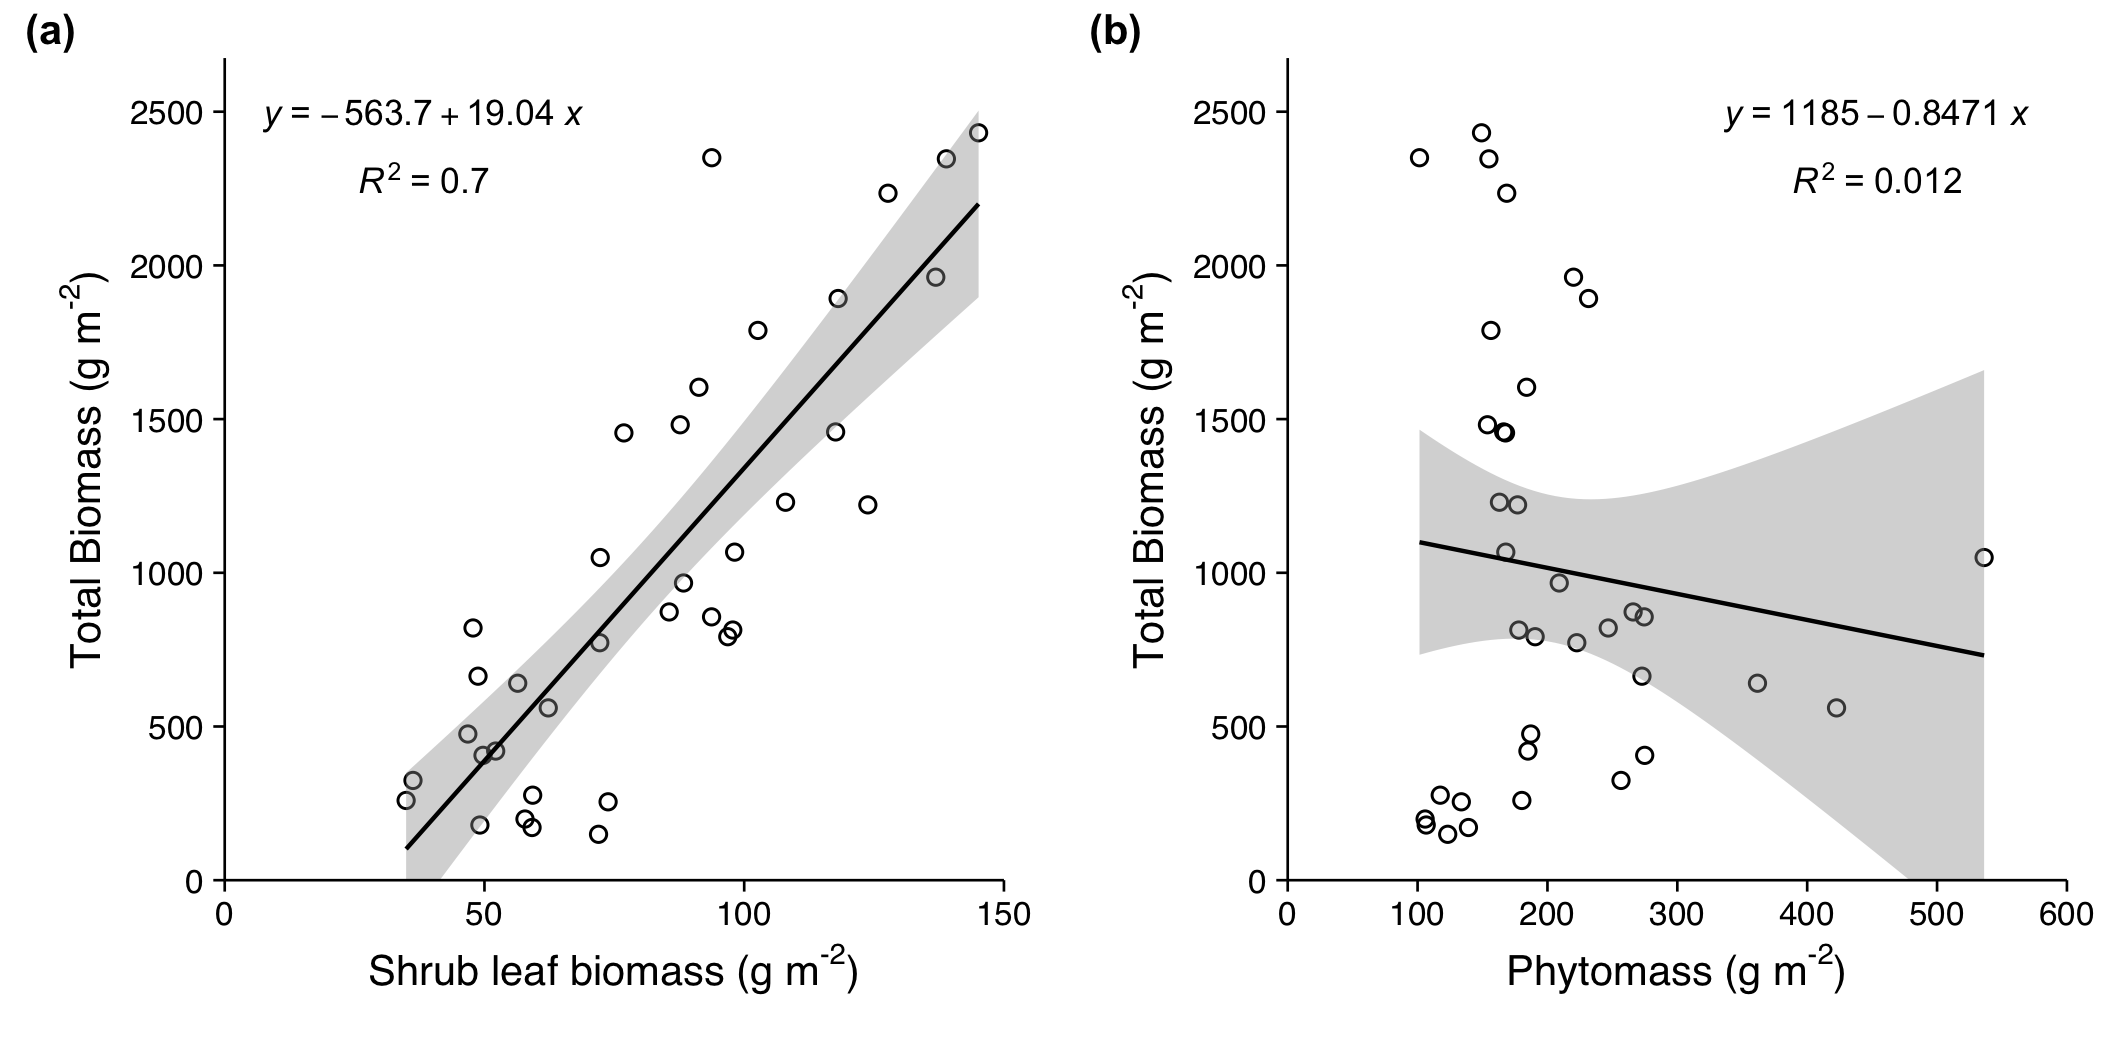 (a)
y = −563.7 + 19.04 x
R² = 0.7
2500
2000
1500
1000
500
0
Total Biomass (g m⁻²)
0 50 100 150
Shrub leaf biomass (g m⁻²)
(b)
y = 1185 − 0.8471 x
R² = 0.012
2500
2000
1500
1000
500
0
Total Biomass (g m⁻²)
0 100 200 300 400 500 600
Phytomass (g m⁻²)